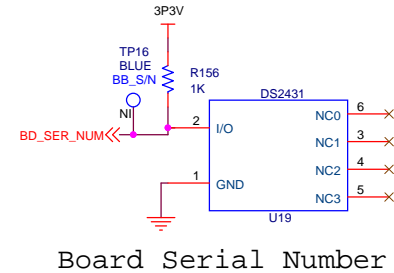 3P3V
TP16
BLUE
BB_S/N
R156
1K
DS2431
NI
BD_SER_NUM
2
I/O
NC0
6
NC1
3
1
GND
NC2
4
NC3
5
U19
Board Serial Number